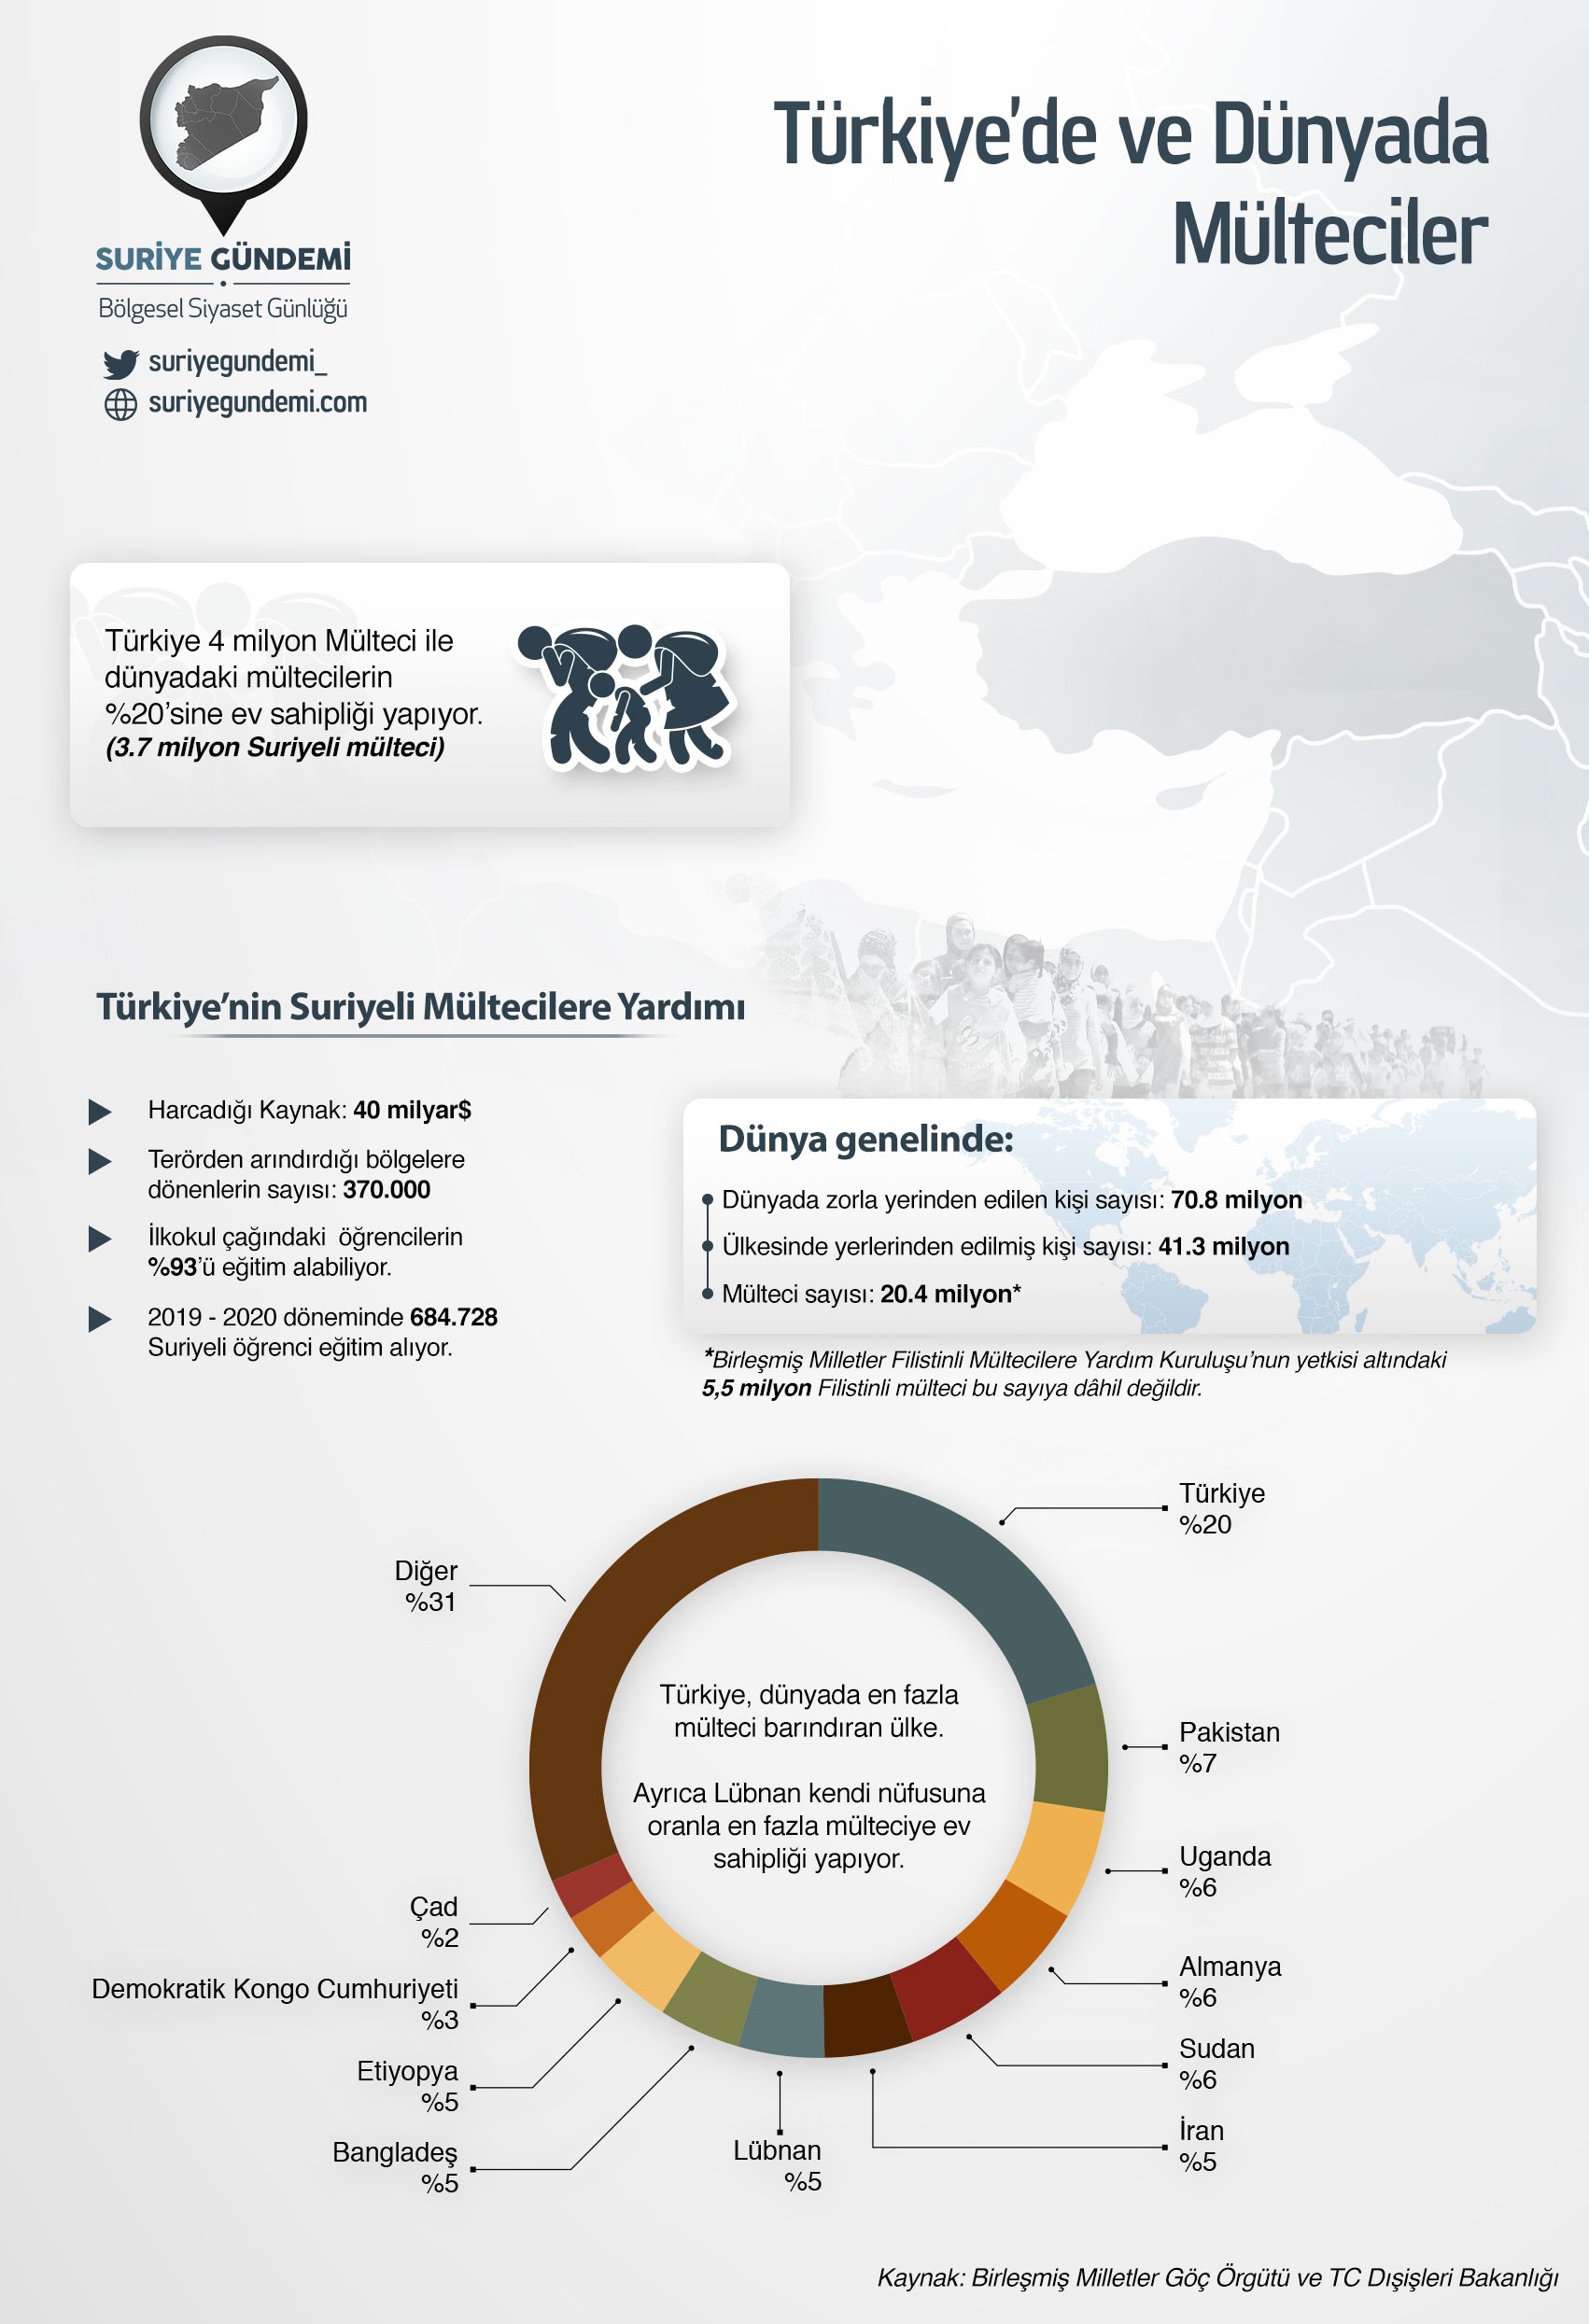 Türkiye'de ve Dünyada
Mülteciler
SURİYE GÜNDEMİ
Bölgesel Siyaset Günlüğü
suriyegundemi_
suriyegundemi.com
Türkiye 4 milyon Mülteci ile
dünyadaki mültecilerin
%20'sine ev sahipliği yapıyor.
(3.7 milyon Suriyeli mülteci)
Türkiye'nin Suriyeli Mültecilere Yardımı
Harcadığı Kaynak: 40 milyar$
Terörden arındırdığı bölgelere
dönenlerin sayısı: 370.000
İlkokul çağındaki öğrencilerin
%93'ü eğitim alabiliyor.
2019 - 2020 döneminde 684.728
Suriyeli öğrenci eğitim alıyor.
Dünya genelinde:
Dünyada zorla yerinden edilen kişi sayısı: 70.8 milyon
Ülkesinde yerlerinden edilmiş kişi sayısı: 41.3 milyon
Mülteci sayısı: 20.4 milyon*
*Birleşmiş Milletler Filistinli Mültecilere Yardım Kuruluşu'nun yetkisi altındaki
5,5 milyon Filistinli mülteci bu sayıya dâhil değildir.
Türkiye
%20
Pakistan
%7
Uganda
%6
Almanya
%6
Sudan
%6
İran
%5
Lübnan
%5
Bangladeş
%5
Etiyopya
%5
Demokratik Kongo Cumhuriyeti
%3
Çad
%2
Diğer
%31
Türkiye, dünyada en fazla
mülteci barındıran ülke.
Ayrıca Lübnan kendi nüfusuna
oranla en fazla mülteciye ev
sahipliği yapıyor.
Kaynak: Birleşmiş Milletler Göç Örgütü ve TC Dışişleri Bakanlığı